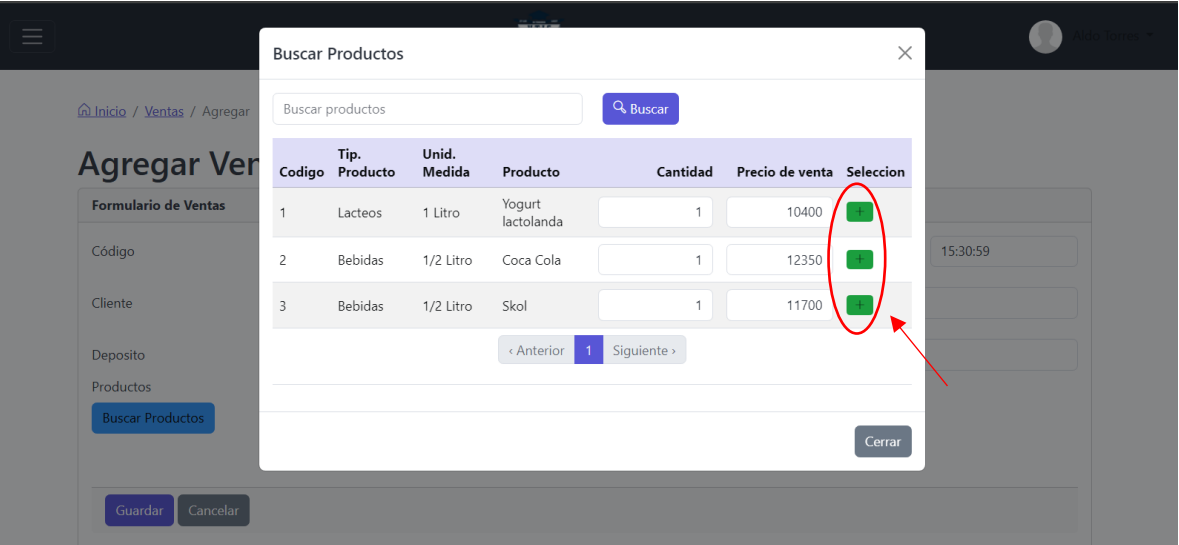 Aldo Torres
Buscar Productos
Inicio / Ventas / Agregar
Buscar productos
Buscar
Agregar Ver
Codigo Tip. Producto Unid. Medida Producto Cantidad Precio de venta Seleccion
Formulario de Ventas
1 Lacteos 1 Litro Yogurt lactolanda 1 10400 +
Código
15:30:59
2 Bebidas 1/2 Litro Coca Cola 1 12350 +
Cliente
3 Bebidas 1/2 Litro Skol 1 11700 +
‹ Anterior 1 Siguiente ›
Deposito
Productos
Buscar Productos
Cerrar
Guardar Cancelar